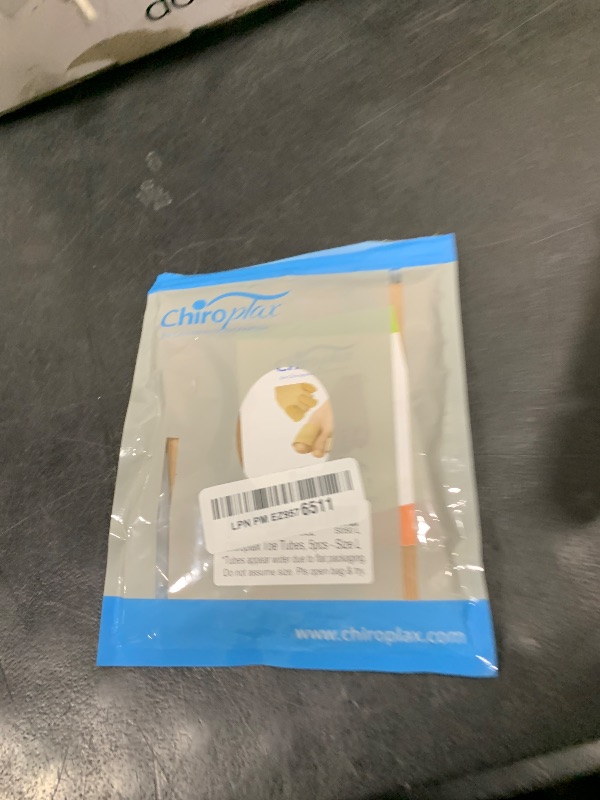 Chiroplax
LPN PM EZ967 6511
Toe Tubes, 5pcs - Size L
*Tubes appear wider due to flat packaging.
Do not assume size. Pls open bag & try.
www.chiroplax.com